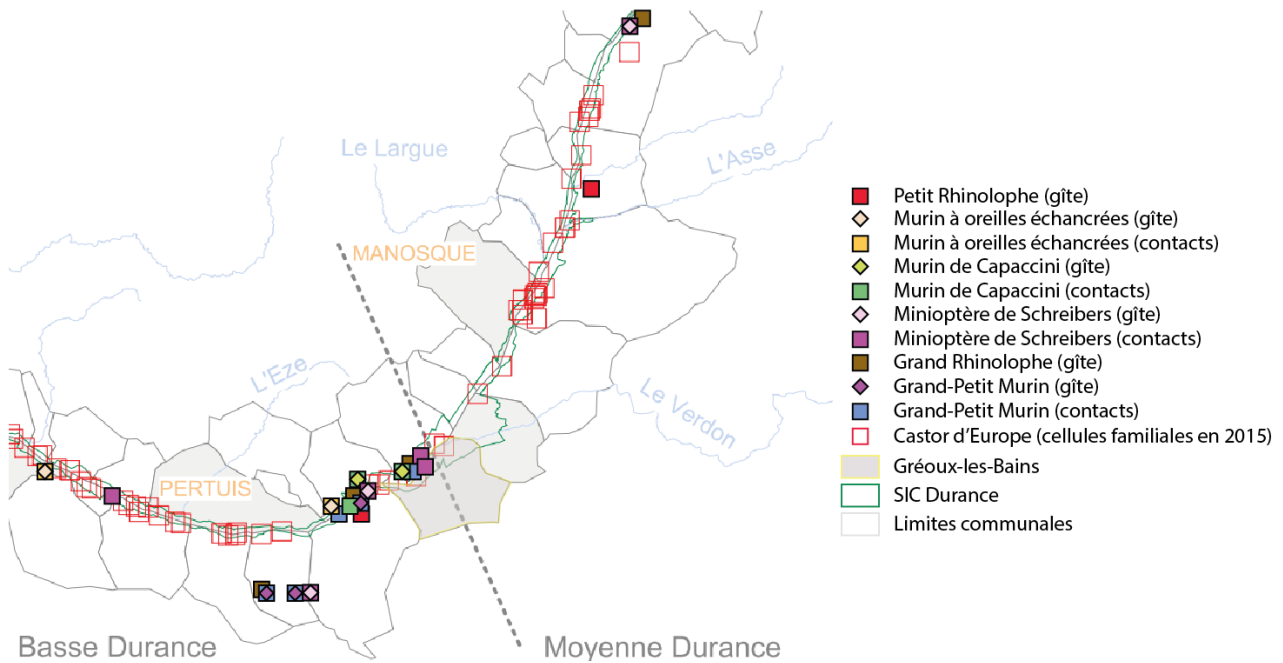 Le Largue
L'Asse
MANOSQUE
L'Eze
Le Verdon
PERTUIS
Basse Durance
Moyenne Durance
Petit Rhinolophe (gîte)
Murin à oreilles échancrées (gîte)
Murin à oreilles échancrées (contacts)
Murin de Capaccini (gîte)
Murin de Capaccini (contacts)
Minioptère de Schreibers (gîte)
Minioptère de Schreibers (contacts)
Grand Rhinolophe (gîte)
Grand-Petit Murin (gîte)
Grand-Petit Murin (contacts)
Castor d'Europe (cellules familiales en 2015)
Gréoux-les-Bains
SIC Durance
Limites communales